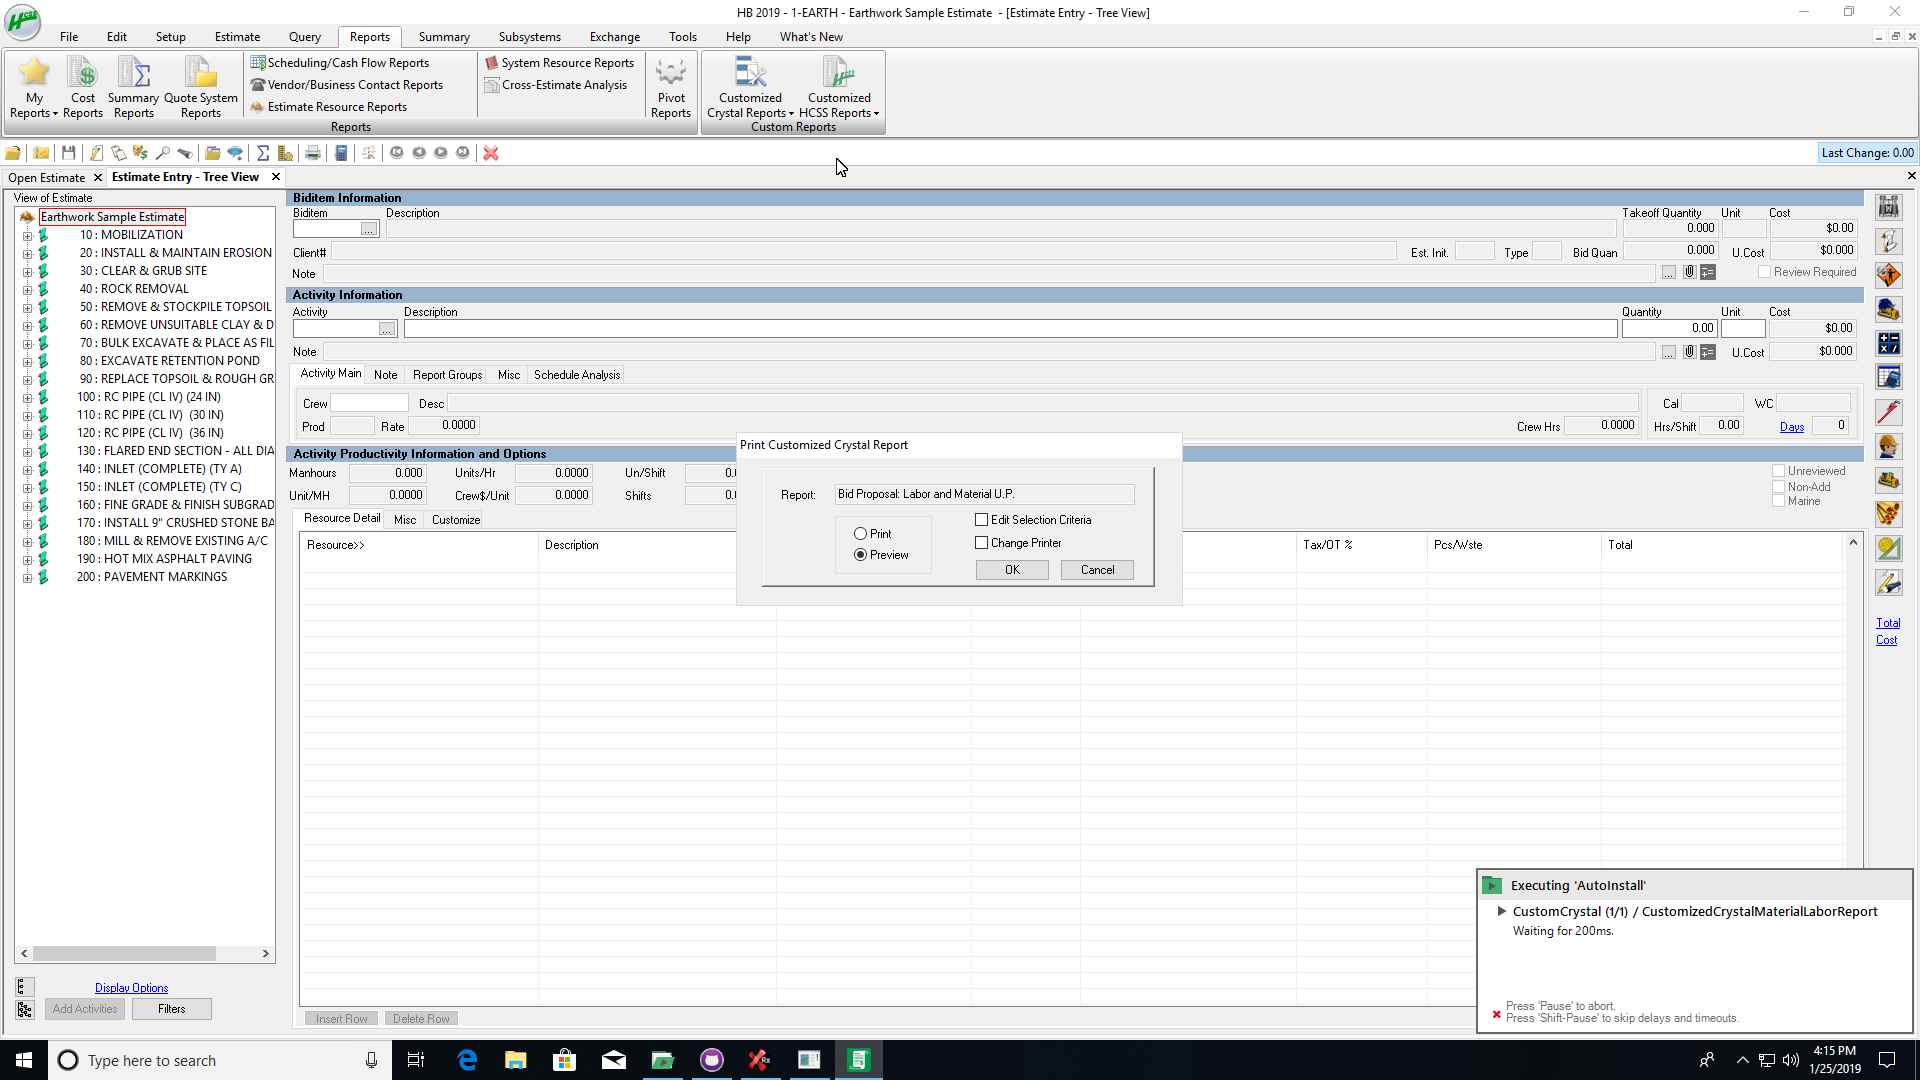 HB 2019 - 1-EARTH - Earthwork Sample Estimate - [Estimate Entry - Tree View]
File Edit Setup Estimate Query Reports Summary Subsystems Exchange Tools Help What's New
My Reports
Cost Reports
Summary Reports
Quote System Reports
Scheduling/Cash Flow Reports
Vendor/Business Contact Reports
Estimate Resource Reports
System Resource Reports
Cross-Estimate Analysis
Pivot Reports
Customized Crystal Reports
Customized HCSS Reports
Reports
Custom Reports
Last Change: 0.00
Open Estimate
Estimate Entry - Tree View
View of Estimate
Earthwork Sample Estimate
10 : MOBILIZATION
20 : INSTALL & MAINTAIN EROSION
30 : CLEAR & GRUB SITE
40 : ROCK REMOVAL
50 : REMOVE & STOCKPILE TOPSOIL
60 : REMOVE UNSUITABLE CLAY & D
70 : BULK EXCAVATE & PLACE AS FIL
80 : EXCAVATE RETENTION POND
90 : REPLACE TOPSOIL & ROUGH GR
100 : RC PIPE (CL IV) (24 IN)
110 : RC PIPE (CL IV) (30 IN)
120 : RC PIPE (CL IV) (36 IN)
130 : FLARED END SECTION - ALL DIA
140 : INLET (COMPLETE) (TY A)
150 : INLET (COMPLETE) (TY C)
160 : FINE GRADE & FINISH SUBGRAD
170 : INSTALL 9" CRUSHED STONE BA
180 : MILL & REMOVE EXISTING A/C
190 : HOT MIX ASPHALT PAVING
200 : PAVEMENT MARKINGS
Display Options
Add Activities Filters
Biditem Information
Biditem Description Takeoff Quantity Unit Cost
... 0.000 $0.00
Client# Est. Init. Type Bid Quan 0.000 U.Cost $0.000
Note ... Review Required
Activity Information
Activity Description Quantity Unit Cost
... 0.00 $0.00
Note ... U.Cost $0.000
Activity Main Note Report Groups Misc Schedule Analysis
Crew Desc Cal WC
Prod Rate 0.0000 Crew Hrs 0.0000 Hrs/Shift 0.00 Days 0
Activity Productivity Information and Options
Manhours 0.000 Units/Hr 0.0000 Un/Shift 0.0
Unit/MH 0.000 Crew$/Unit 0.0000 Shifts 0.0
Unreviewed
Non-Add
Marine
Resource Detail Misc Customize
Resource>> Description Tax/OT % Pcs/Wste Total
Insert Row Delete Row
Total
Cost
Print Customized Crystal Report
Report: Bid Proposal: Labor and Material U.P.
Print
Preview
Edit Selection Criteria
Change Printer
OK Cancel
Executing 'AutoInstall'
CustomCrystal (1/1) / CustomizedCrystalMaterialLaborReport
Waiting for 200ms.
Press 'Pause' to abort.
Press 'Shift-Pause' to skip delays and timeouts.
Type here to search
4:15 PM
1/25/2019